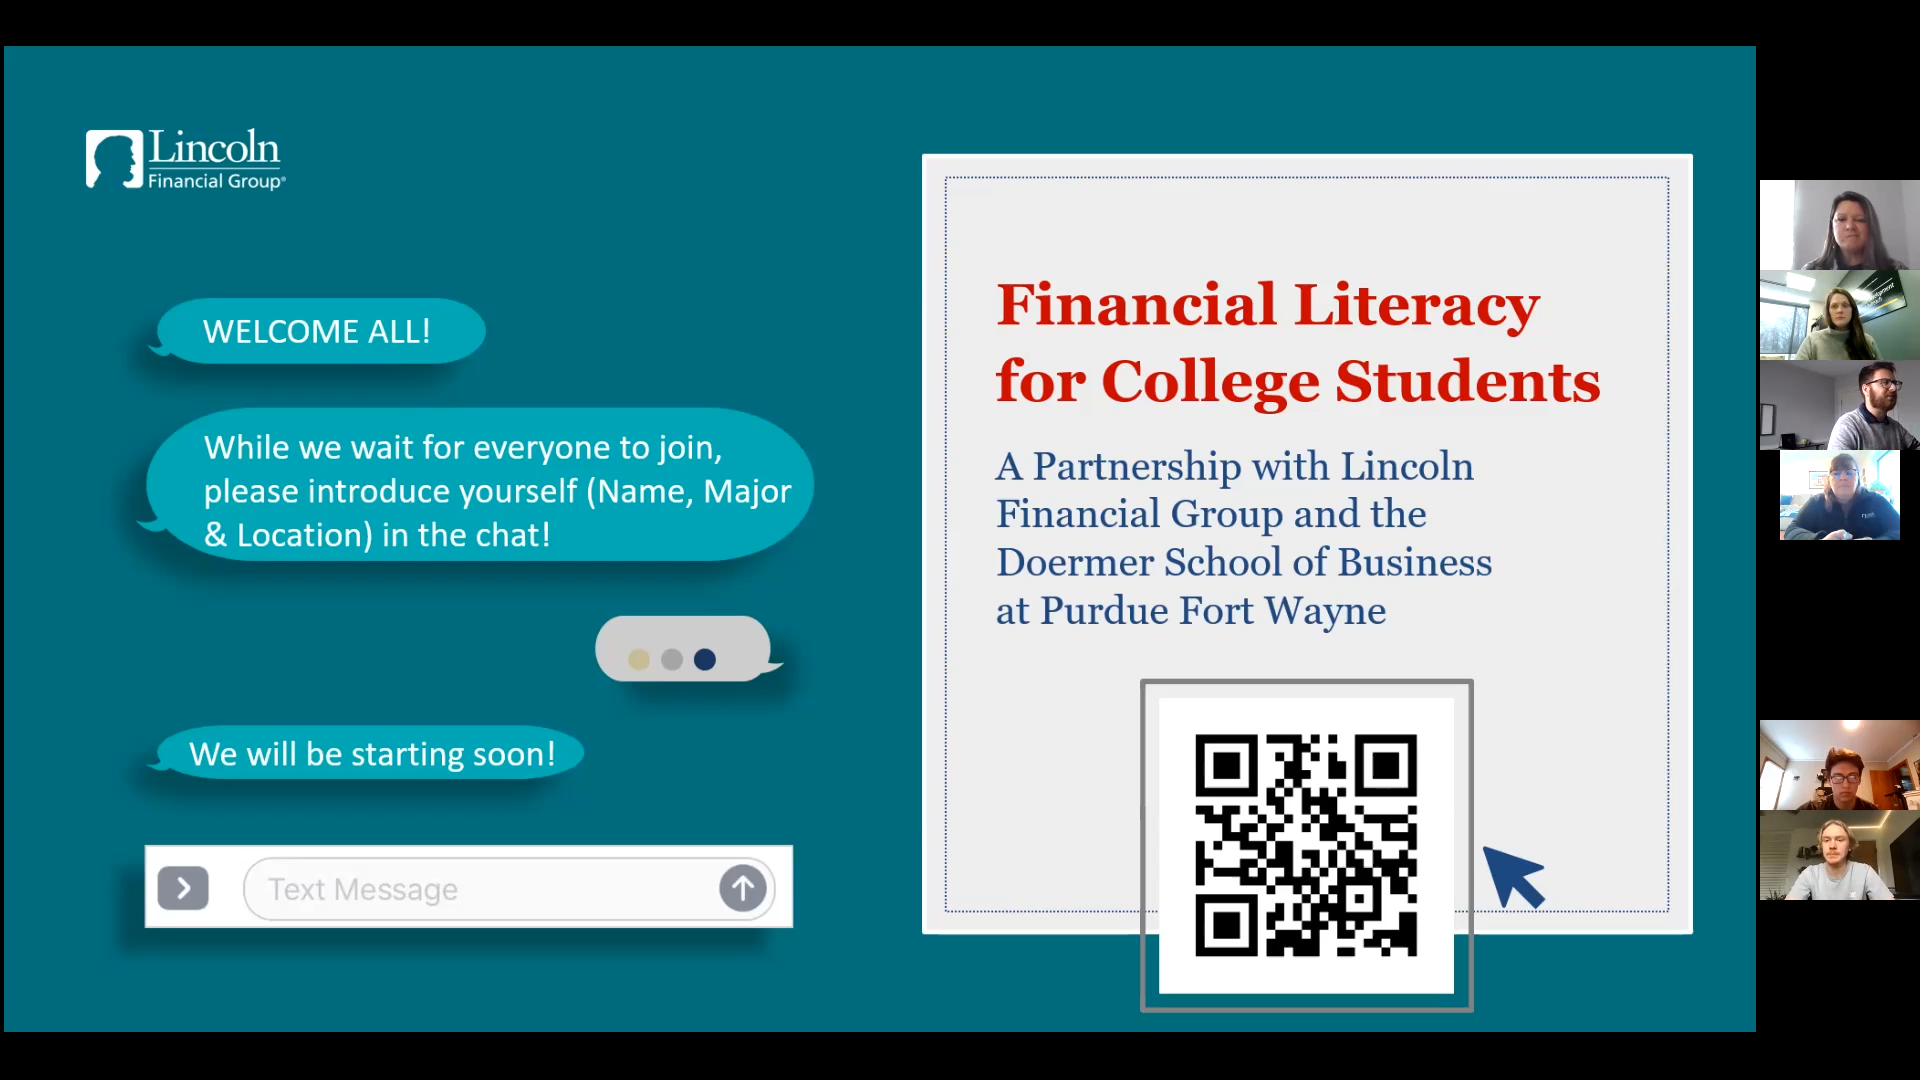 Lincoln
Financial Group®
WELCOME ALL!
While we wait for everyone to join,
please introduce yourself (Name, Major
& Location) in the chat!
We will be starting soon!
Text Message
Financial Literacy
for College Students
A Partnership with Lincoln
Financial Group and the
Doermer School of Business
at Purdue Fort Wayne